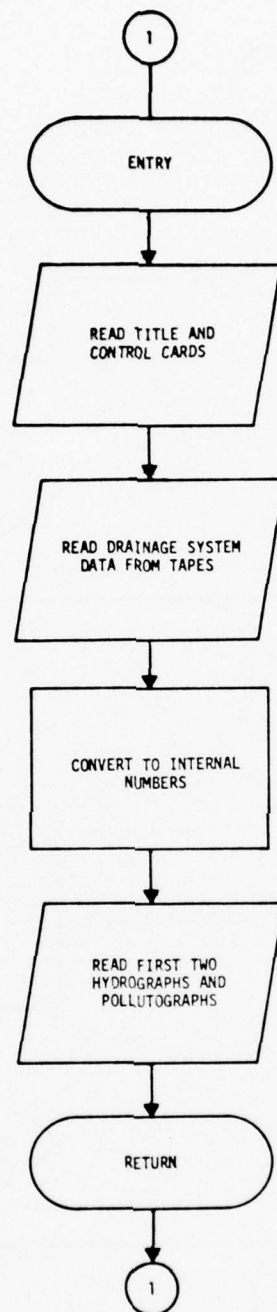 1
ENTRY
READ TITLE AND
CONTROL CARDS
READ DRAINAGE SYSTEM
DATA FROM TAPES
CONVERT TO INTERNAL
NUMBERS
READ FIRST TWO
HYDROGRAPHS AND
POLLUTOGRAPHS
RETURN
1